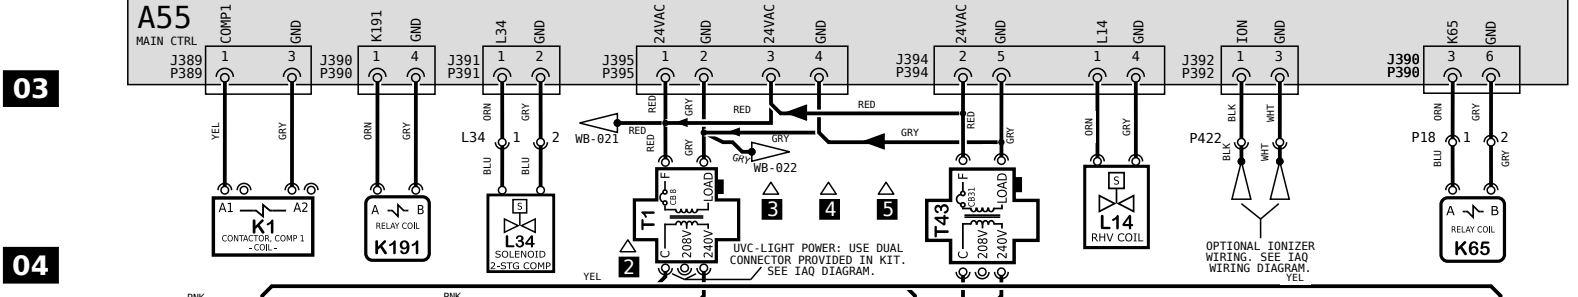 A55
MAIN CTRL
COMP1
GND
K191
GND
L34
GND
24VAC
GND
24VAC
GND
24VAC
GND
L14
GND
ION
GND
K65
GND
J389 1 3
P389
J390 1 4
P390
J391 1 2
P391
J395 1 2 3 4
P395
J394 2 5 1 4
P394
J392 1 3
P392
J390 3 6
P390
03
YEL
GRY
ORN
GRY
ORN
GRY
RED
GRY
RED
RED
RED
BLK
WHT
ORN
GRY
RED
WB-021
GRY
GRY
GRY
L34 1 2
P422
P18 1 2
BLU
BLU
RED
GRY
GRY
WB-022
ORN
GRY
BLK
WHT
BLU
GRY
A1 A2
K1
CONTACTOR, COMP 1
- COIL -
A B
RELAY COIL
K191
S
L34
SOLENOID
2-STG COMP
F
CB8
LOAD
T1
C
208V
240V
2
3
4
5
UVC-LIGHT POWER: USE DUAL
CONNECTOR PROVIDED IN KIT.
SEE IAQ DIAGRAM.
F
CB31
LOAD
T43
C
208V
240V
S
L14
RHV COIL
OPTIONAL IONIZER
WIRING. SEE IAQ
WIRING DIAGRAM.
A B
RELAY COIL
K65
04
YEL
YEL
PNK
PNK